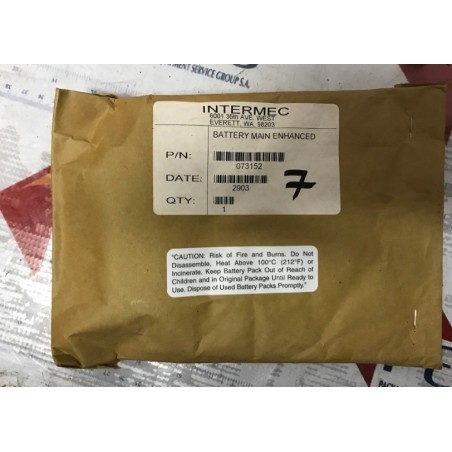 MENT SERVICE GROUP S.A.
INTERMEC
6001 36th AVE. WEST
EVERETT, WA. 98203
BATTERY MAIN ENHANCED
P/N:
073152
DATE:
2903
7
QTY:
1
"CAUTION: Risk of Fire and Burns. Do Not
Disassemble, Heat Above 100°C (212°F) or
Incinerate. Keep Battery Pack Out of Reach of
Children and in Original Package Until Ready to
Use. Dispose of Used Battery Packs Promptly."